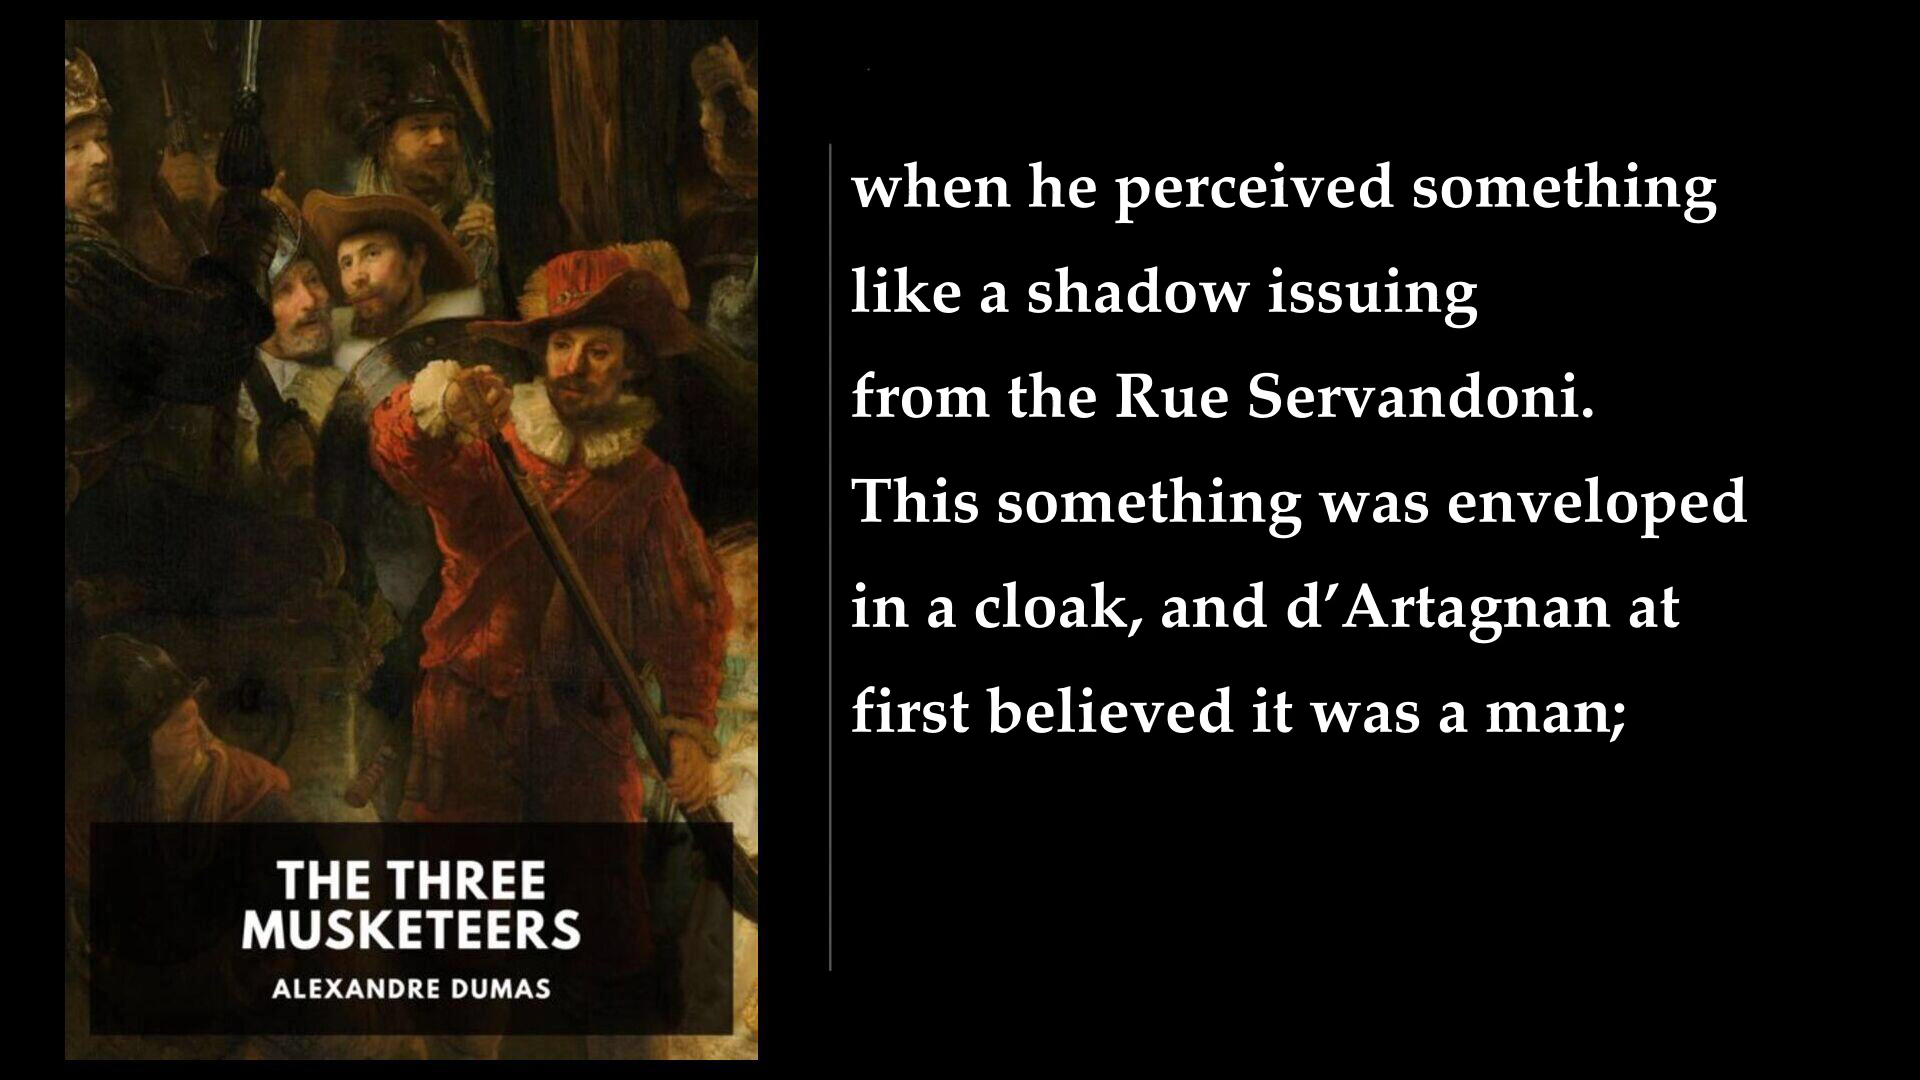 THE THREE
MUSKETEERS
ALEXANDRE DUMAS
when he perceived something
like a shadow issuing
from the Rue Servandoni.
This something was enveloped
in a cloak, and d’Artagnan at
first believed it was a man;